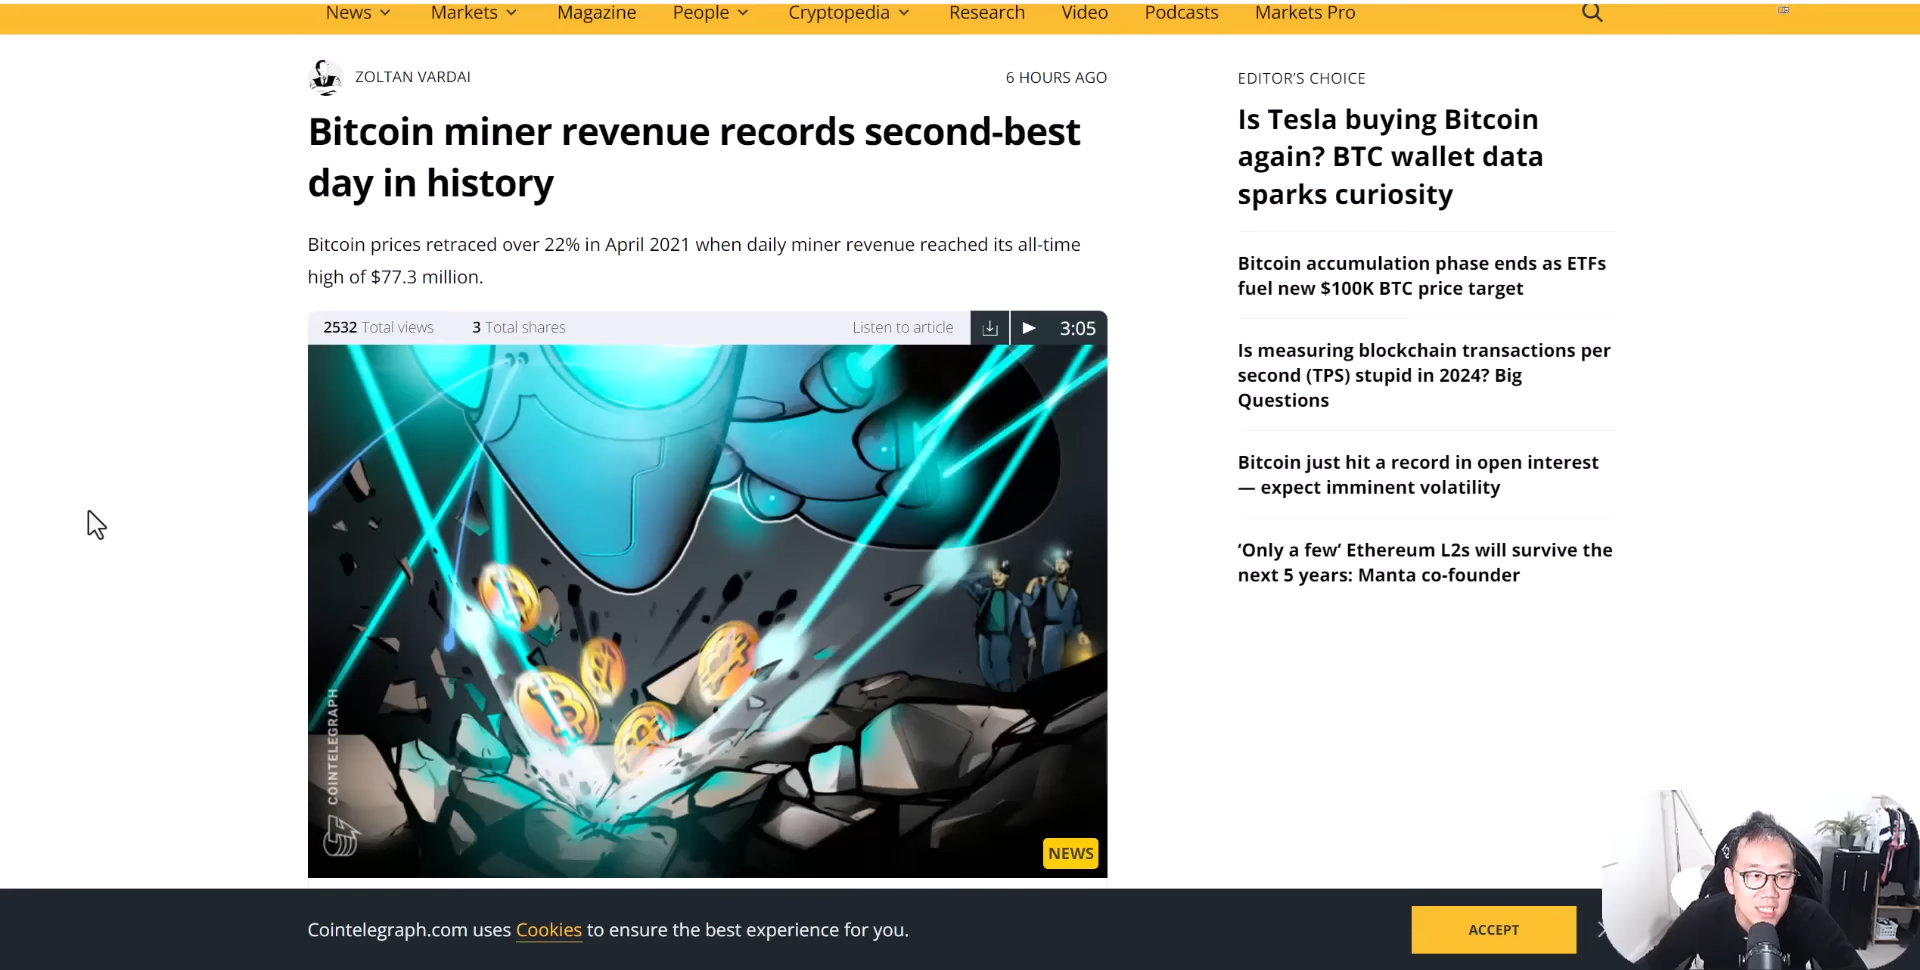 News
Markets
Magazine
People
Cryptopedia
Research
Video
Podcasts
Markets Pro
ZOLTAN VARDAI
6 HOURS AGO
Bitcoin miner revenue records second-best
day in history
Bitcoin prices retraced over 22% in April 2021 when daily miner revenue reached its all-time
high of $77.3 million.
2532 Total views
3 Total shares
Listen to article
3:05
COINTELEGRAPH
NEWS
EDITOR'S CHOICE
Is Tesla buying Bitcoin
again? BTC wallet data
sparks curiosity
Bitcoin accumulation phase ends as ETFs
fuel new $100K BTC price target
Is measuring blockchain transactions per
second (TPS) stupid in 2024? Big
Questions
Bitcoin just hit a record in open interest
— expect imminent volatility
‘Only a few’ Ethereum L2s will survive the
next 5 years: Manta co-founder
Cointelegraph.com uses Cookies to ensure the best experience for you.
ACCEPT